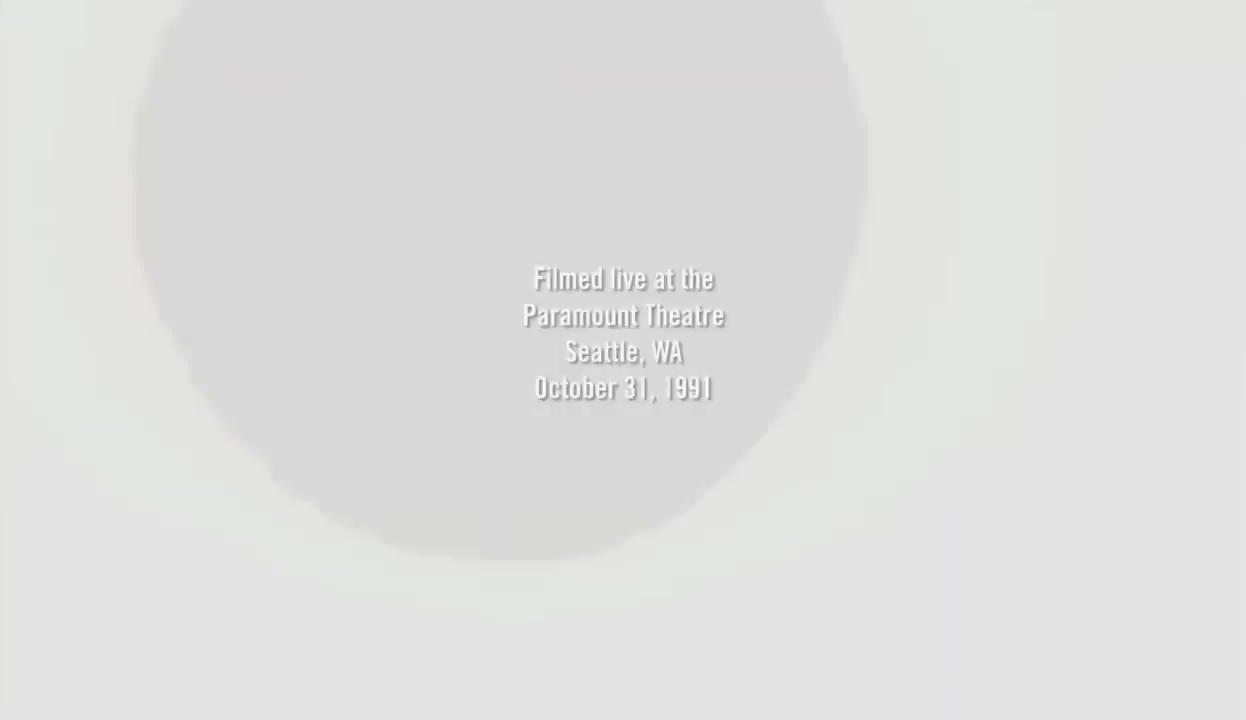 Filmed live at the
Paramount Theatre
Seattle, WA
October 31, 1991